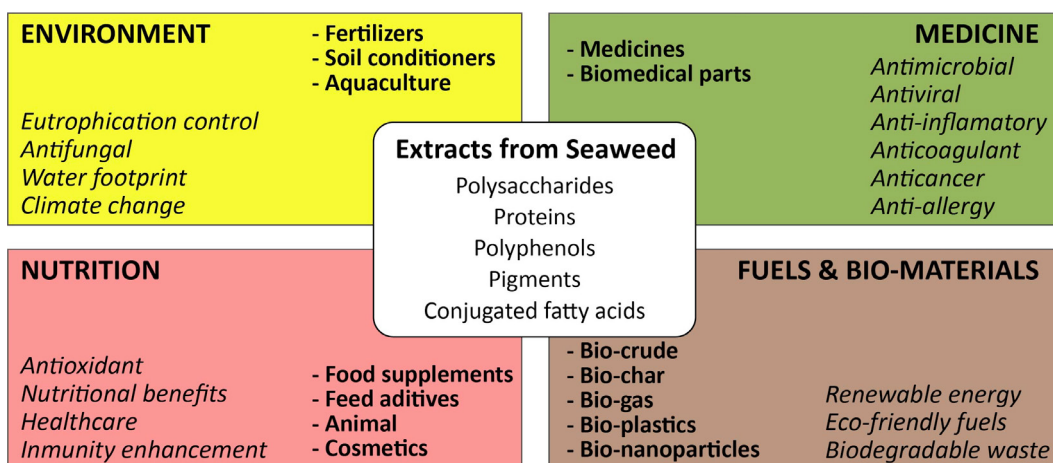 ENVIRONMENT
- Fertilizers
- Soil conditioners
- Aquaculture
Eutrophication control
Antifungal
Water footprint
Climate change
MEDICINE
- Medicines
- Biomedical parts
Antimicrobial
Antiviral
Anti-inflamatory
Anticoagulant
Anticancer
Anti-allergy
Extracts from Seaweed
Polysaccharides
Proteins
Polyphenols
Pigments
Conjugated fatty acids
NUTRITION
Antioxidant
Nutritional benefits
Healthcare
Inmunity enhancement
- Food supplements
- Feed aditives
- Animal
- Cosmetics
FUELS & BIO-MATERIALS
- Bio-crude
- Bio-char
- Bio-gas
- Bio-plastics
- Bio-nanoparticles
Renewable energy
Eco-friendly fuels
Biodegradable waste